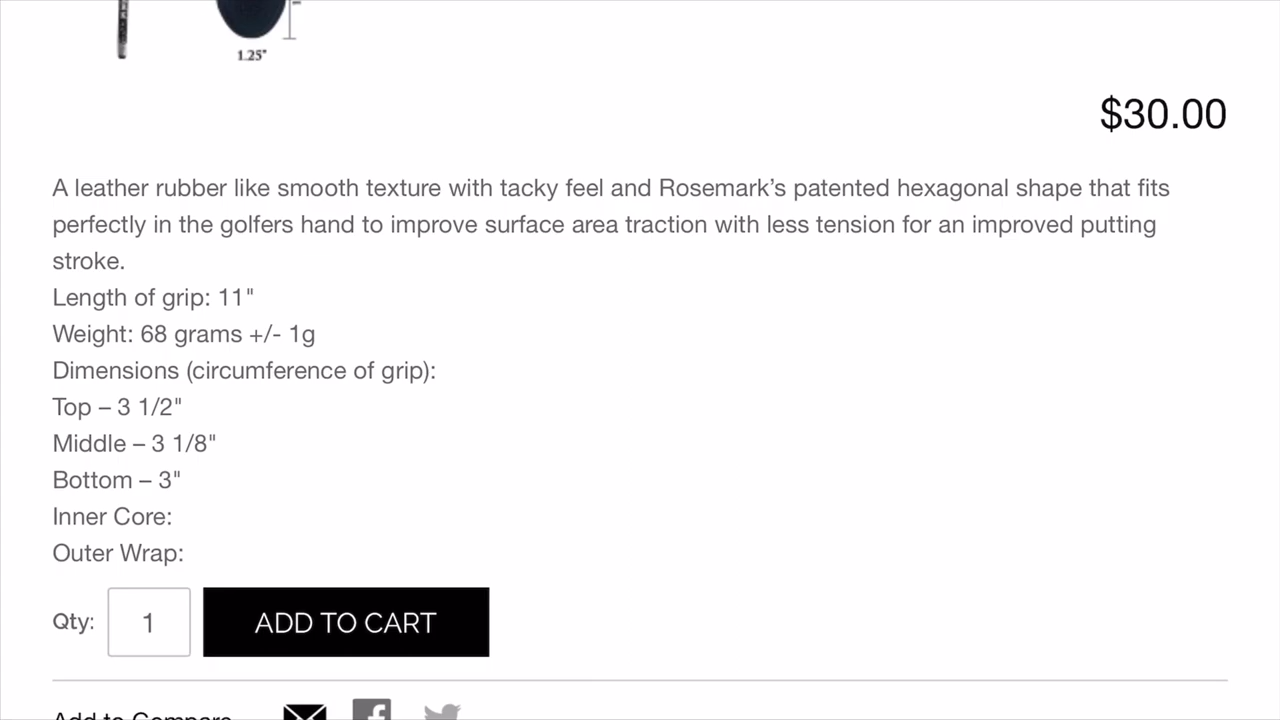 1.25"
$30.00
A leather rubber like smooth texture with tacky feel and Rosemark’s patented hexagonal shape that fits
perfectly in the golfers hand to improve surface area traction with less tension for an improved putting
stroke.
Length of grip: 11"
Weight: 68 grams +/- 1g
Dimensions (circumference of grip):
Top – 3 1/2"
Middle – 3 1/8"
Bottom – 3"
Inner Core:
Outer Wrap:
Qty: 1 ADD TO CART
Add to Compare